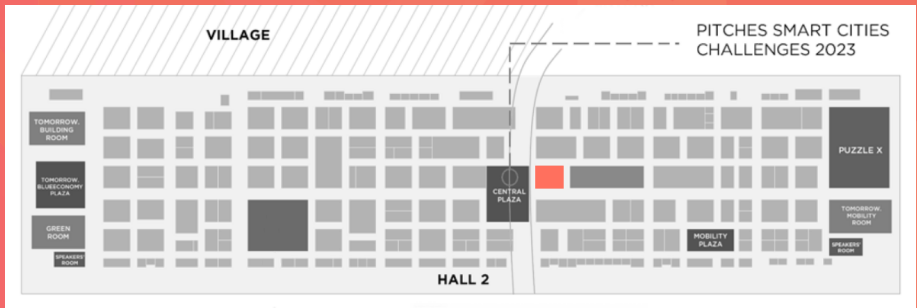 VILLAGE
PITCHES SMART CITIES
CHALLENGES 2023
TOMORROW.
BUILDING
ROOM
TOMORROW.
BLUEECONOMY
PLAZA
GREEN
ROOM
SPEAKERS'
ROOM
CENTRAL
PLAZA
MOBILITY
PLAZA
PUZZLE X
TOMORROW.
MOBILITY
ROOM
SPEAKERS'
ROOM
HALL 2